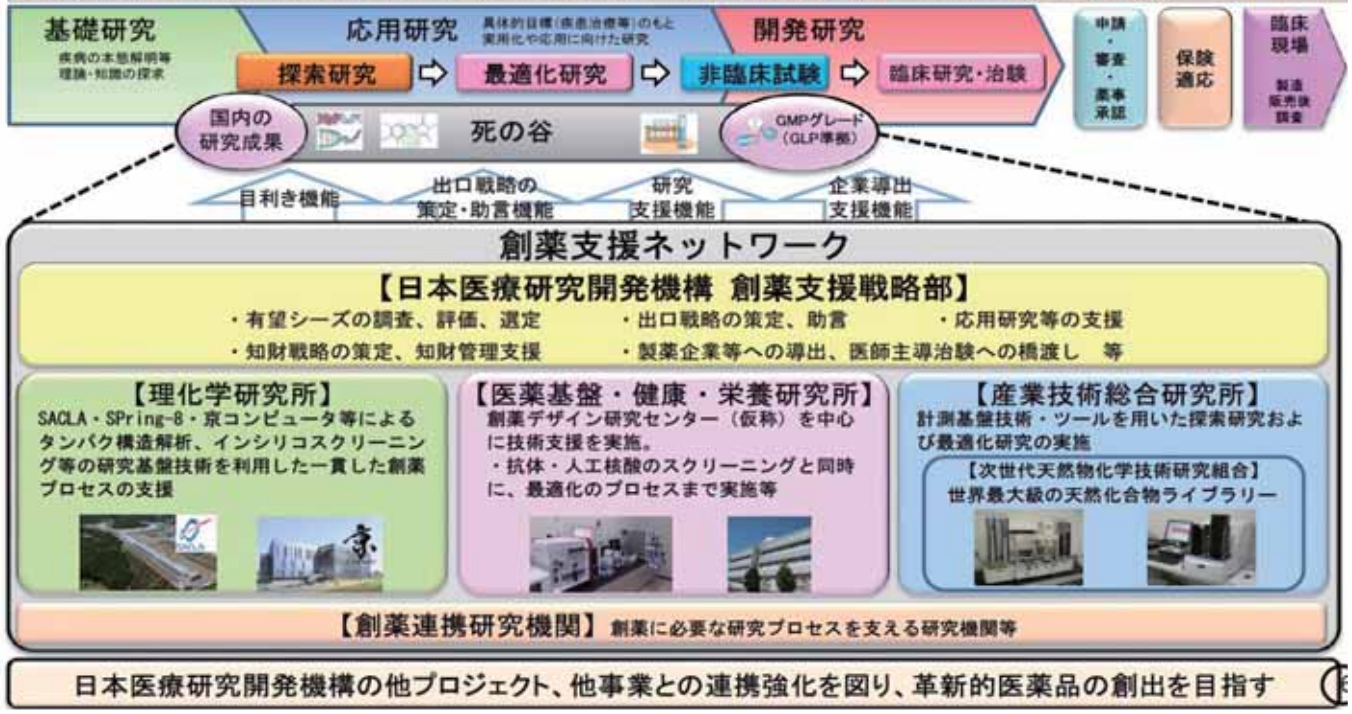 基礎研究
疾病の本態解明等
理論・知識の探求
応用研究
具体的目標(疾患治療等)のもと
実用化や応用に向けた研究
開発研究
探索研究
最適化研究
非臨床試験
臨床研究・治験
申請
・
審査
・
薬事
承認
保険
適応
臨床
現場
製造
販売後
調査
国内の
研究成果
死の谷
GMPグレード
(GLP準拠)
目利き機能
出口戦略の
策定・助言機能
研究
支援機能
企業導出
支援機能
創薬支援ネットワーク
【日本医療研究開発機構 創薬支援戦略部】
・有望シーズの調査、評価、選定
・出口戦略の策定、助言
・応用研究等の支援
・知財戦略の策定、知財管理支援
・製薬企業等への導出、医師主導治験への橋渡し 等
【理化学研究所】
SACLA・SPring-8・京コンピュータ等による
タンパク構造解析、インシリコスクリーニン
グ等の研究基盤技術を利用した一貫した創薬
プロセスの支援
SACLA
京
【医薬基盤・健康・栄養研究所】
創薬デザイン研究センター（仮称）を中心
に技術支援を実施。
・抗体・人工核酸のスクリーニングと同時
に、最適化のプロセスまで実施等
【産業技術総合研究所】
計測基盤技術・ツールを用いた探索研究およ
び最適化研究の実施
【次世代天然物化学技術研究組合】
世界最大級の天然化合物ライブラリー
【創薬連携研究機関】創薬に必要な研究プロセスを支える研究機関等
日本医療研究開発機構の他プロジェクト、他事業との連携強化を図り、革新的医薬品の創出を目指す